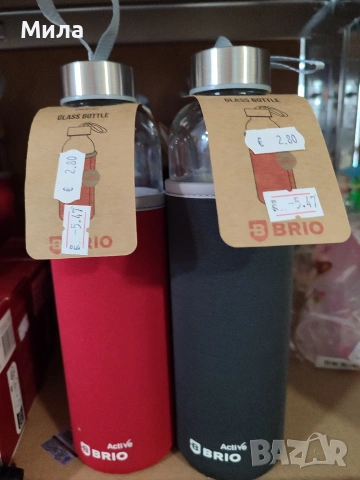 Мила
GLASS BOTTLE
€ 2.80
-5.47
BRIO
GLASS BOTTLE
€ 2.80
-5.47
BRIO
Active
BRIO
Active
BRIO
BAZAR